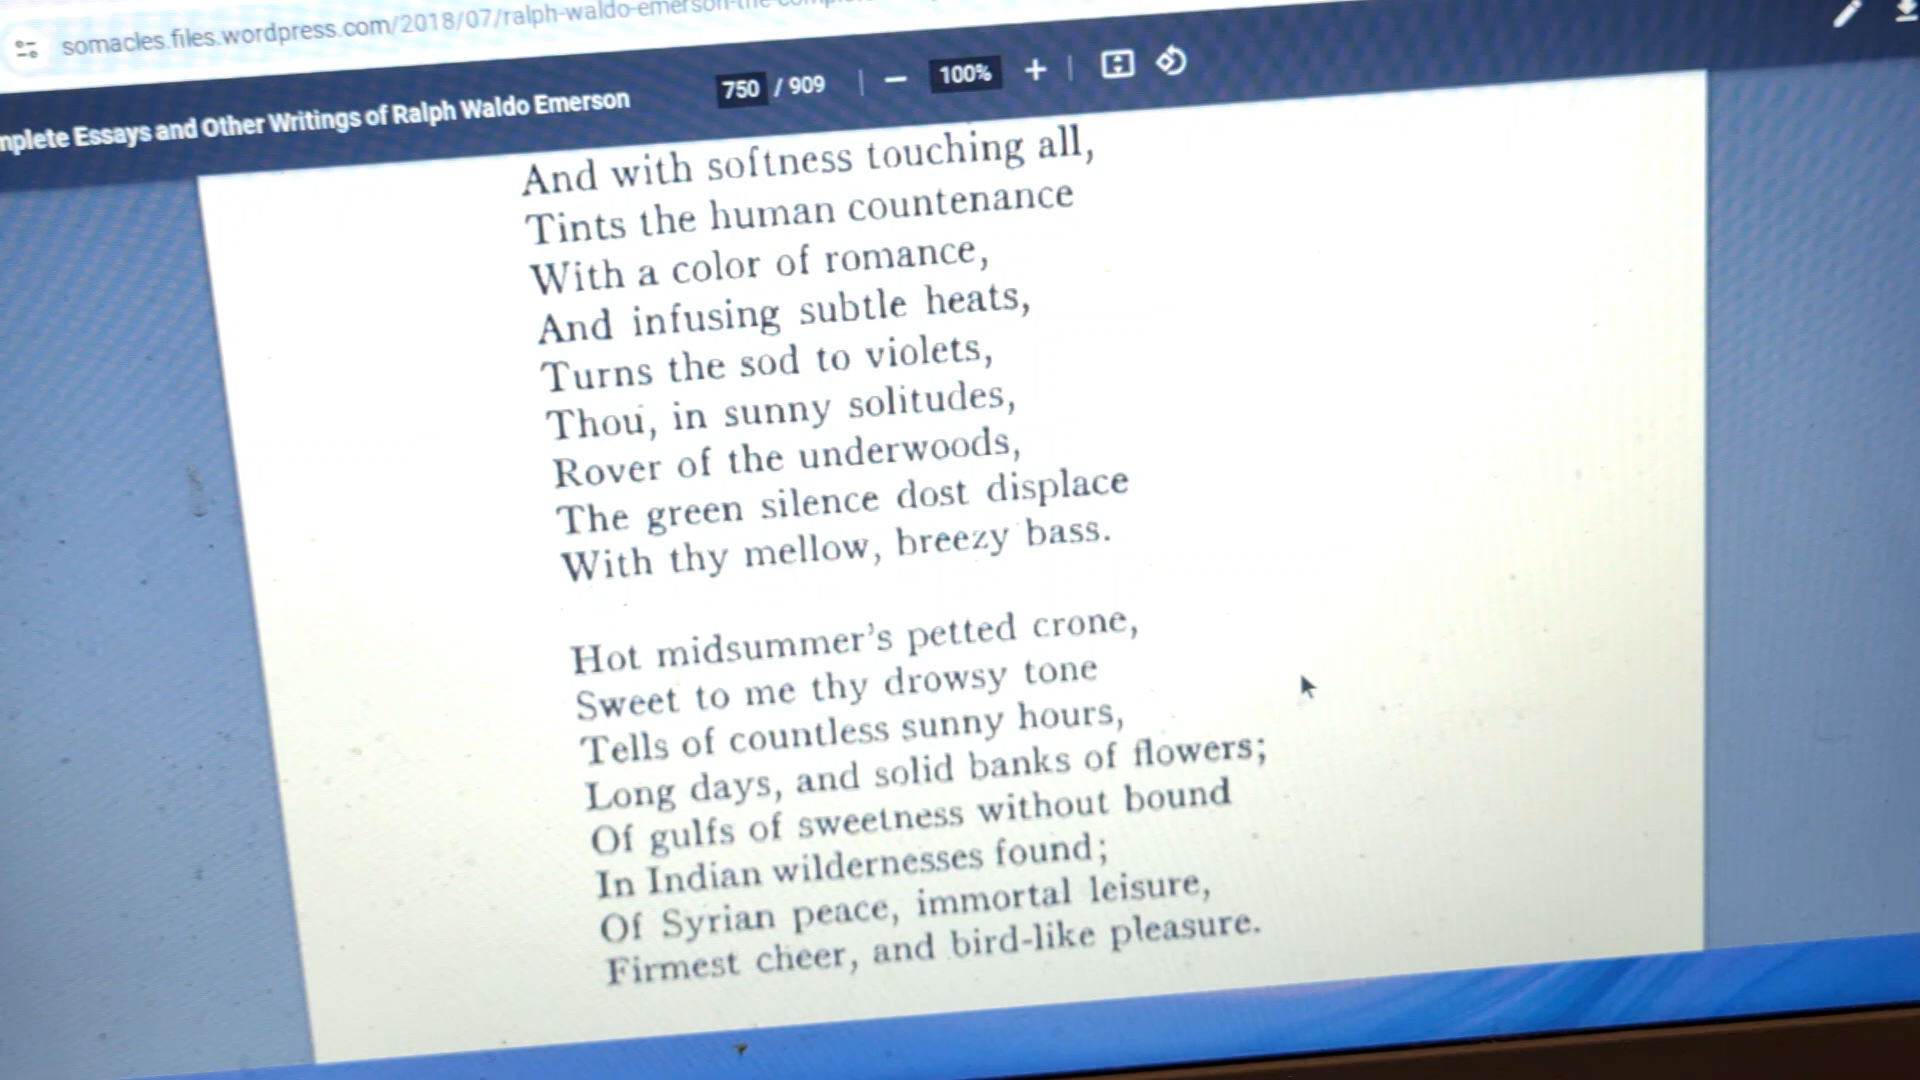 somacles.files.wordpress.com/2018/07/ralph-waldo-emerson-the-comple
mplete Essays and Other Writings of Ralph Waldo Emerson
750 / 909
100%
And with softness touching all,
Tints the human countenance
With a color of romance,
And infusing subtle heats,
Turns the sod to violets,
Thou, in sunny solitudes,
Rover of the underwoods,
The green silence dost displace
With thy mellow, breezy bass.
Hot midsummer’s petted crone,
Sweet to me thy drowsy tone
Tells of countless sunny hours,
Long days, and solid banks of flowers;
Of gulfs of sweetness without bound
In Indian wildernesses found;
Of Syrian peace, immortal leisure,
Firmest cheer, and bird-like pleasure.